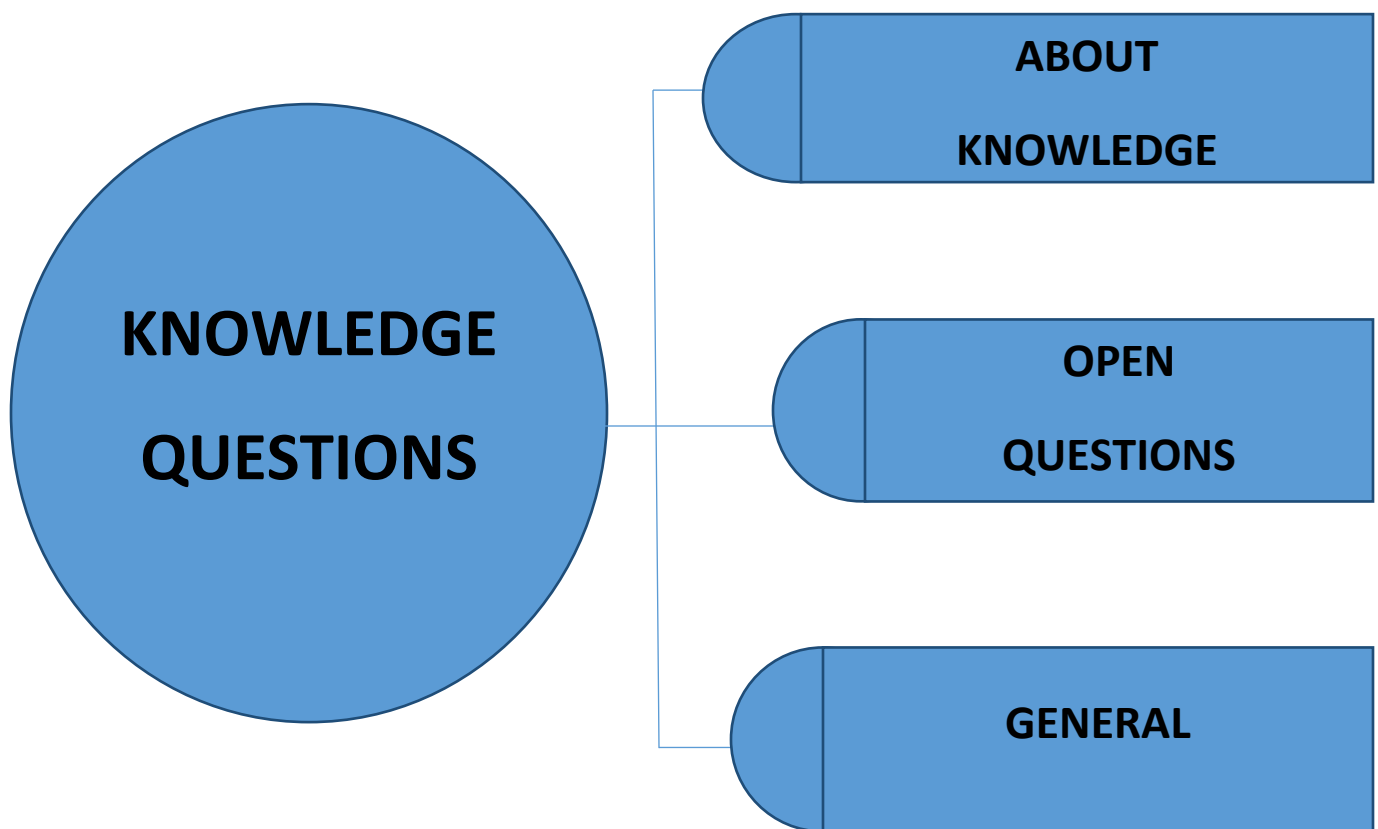 KNOWLEDGE
QUESTIONS
ABOUT
KNOWLEDGE
OPEN
QUESTIONS
GENERAL